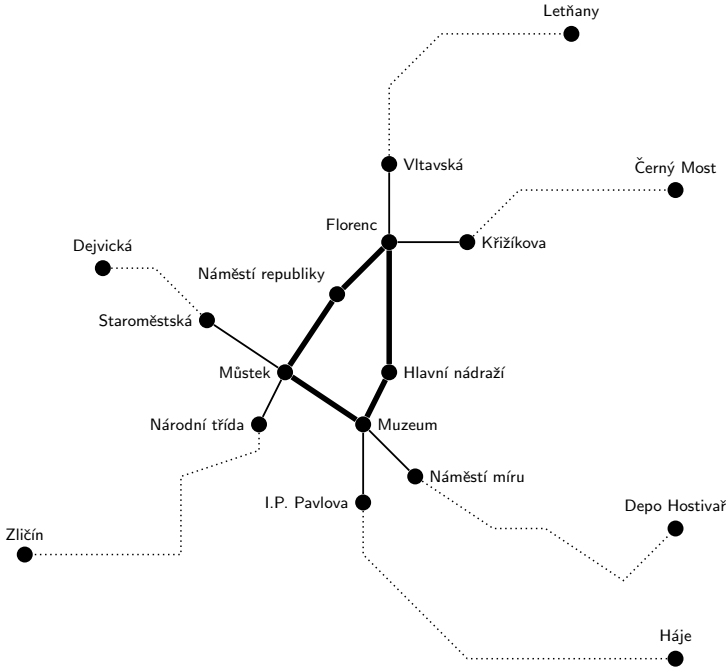 Letňany
Vltavská
Černý Most
Florenc
Křižíkova
Dejvická
Náměstí republiky
Staroměstská
Můstek
Hlavní nádraží
Národní třída
Muzeum
Náměstí míru
I.P. Pavlova
Depo Hostivař
Zličín
Háje